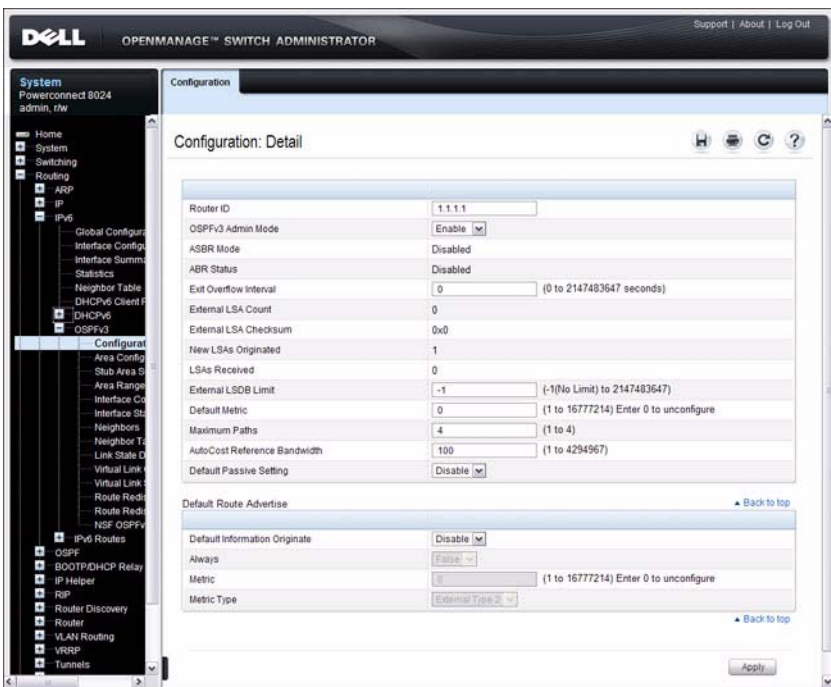 Support | About | Log Out
DELL
OPENMANAGE™ SWITCH ADMINISTRATOR
System
Powerconnect 8024
admin, r/w
Home
System
Switching
Routing
ARP
IP
IPv6
Global Configura
Interface Configu
Interface Summa
Statistics
Neighbor Table
DHCPv6 Client
DHCPv6
OSPFv3
Configurat
Area Config
Stub Area S
Area Range
Interface Co
Interface Sta
Neighbors
Neighbor Ta
Link State D
Virtual Link
Virtual Link
Route Redis
Route Redis
NSF OSPFv
IPv6 Routes
OSPF
BOOTP/DHCP Relay
IP Helper
RIP
Router Discovery
Router
VLAN Routing
VRRP
Tunnels
Configuration
Configuration: Detail
Router ID 1.1.1.1
OSPFv3 Admin Mode Enable
ASBR Mode Disabled
ABR Status Disabled
Exit Overflow Interval 0 (0 to 2147483647 seconds)
External LSA Count 0
External LSA Checksum 0x0
New LSAs Originated 1
LSAs Received 0
External LSDB Limit -1 (-1(No Limit) to 2147483647)
Default Metric 0 (1 to 16777214) Enter 0 to unconfigure
Maximum Paths 4 (1 to 4)
AutoCost Reference Bandwidth 100 (1 to 4294967)
Default Passive Setting Disable
Default Route Advertise Back to top
Default Information Originate Disable
Always False
Metric 0 (1 to 16777214) Enter 0 to unconfigure
Metric Type External Type 2
Back to top
Apply